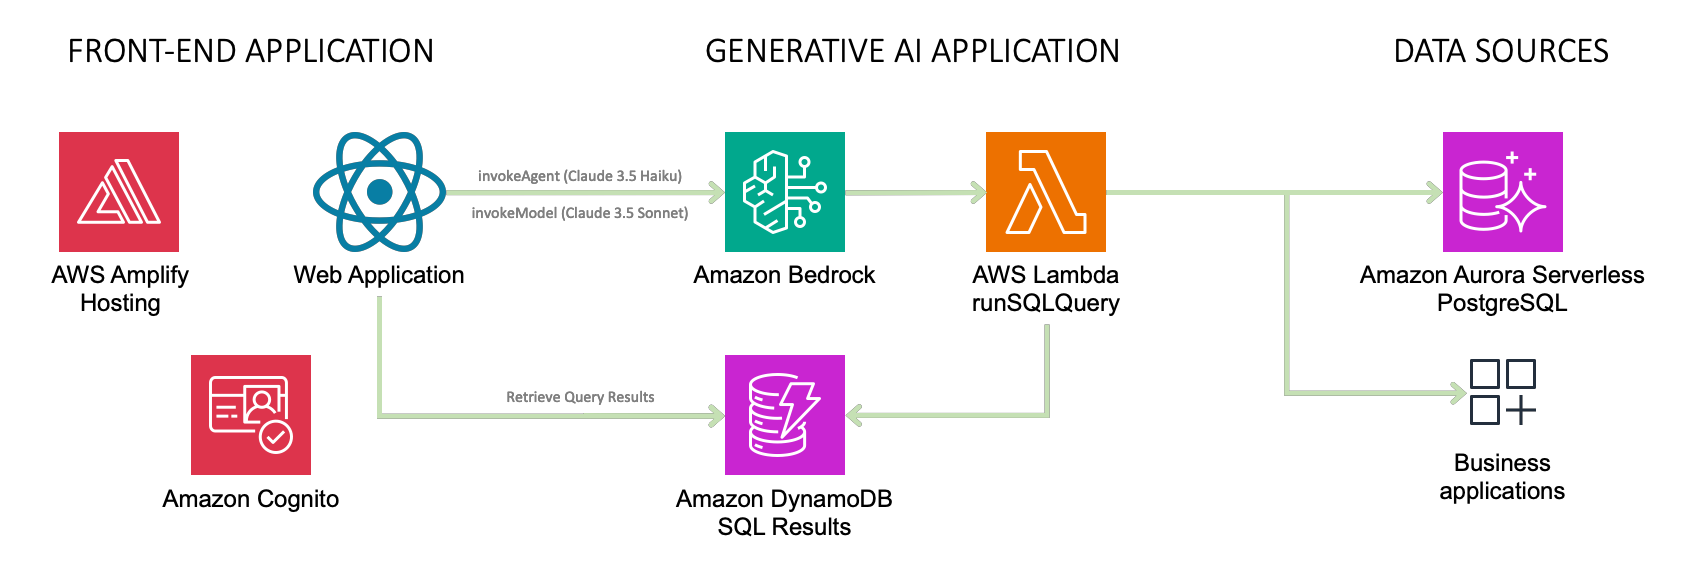 FRONT-END APPLICATION
GENERATIVE AI APPLICATION
DATA SOURCES
AWS Amplify
Hosting
Web Application
invokeAgent (Claude 3.5 Haiku)
invokeModel (Claude 3.5 Sonnet)
Amazon Bedrock
AWS Lambda
runSQLQuery
Amazon Aurora Serverless
PostgreSQL
Amazon Cognito
Retrieve Query Results
Amazon DynamoDB
SQL Results
Business
applications